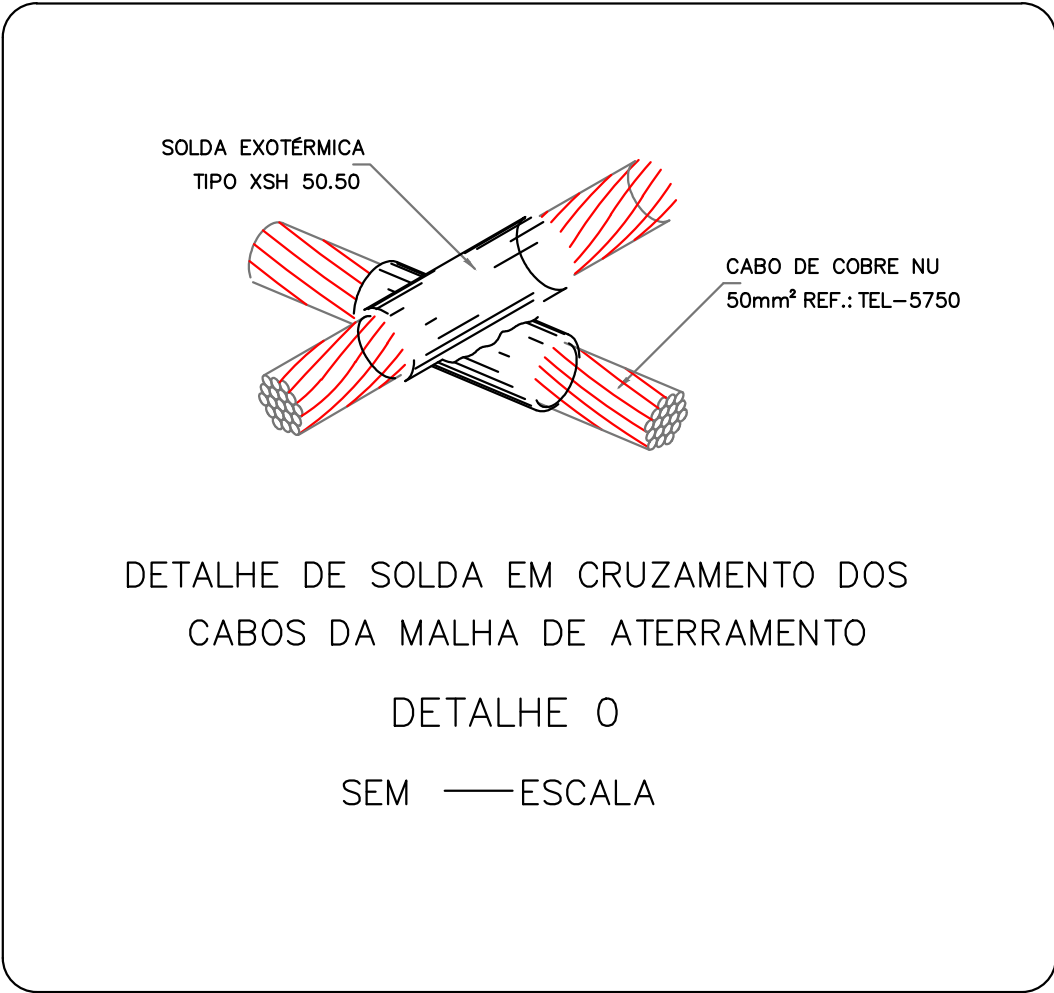 SOLDA EXOTÉRMICA
TIPO XSH 50.50
CABO DE COBRE NU
50mm² REF.: TEL-5750
DETALHE DE SOLDA EM CRUZAMENTO DOS
CABOS DA MALHA DE ATERRAMENTO
DETALHE 0
SEM —— ESCALA